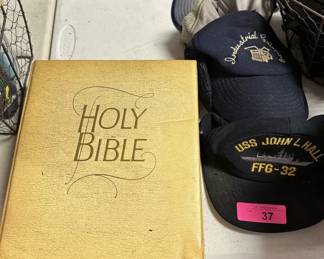 HOLY
BIBLE
Industrial
USS JOHN L. HALL
FFG-32
37